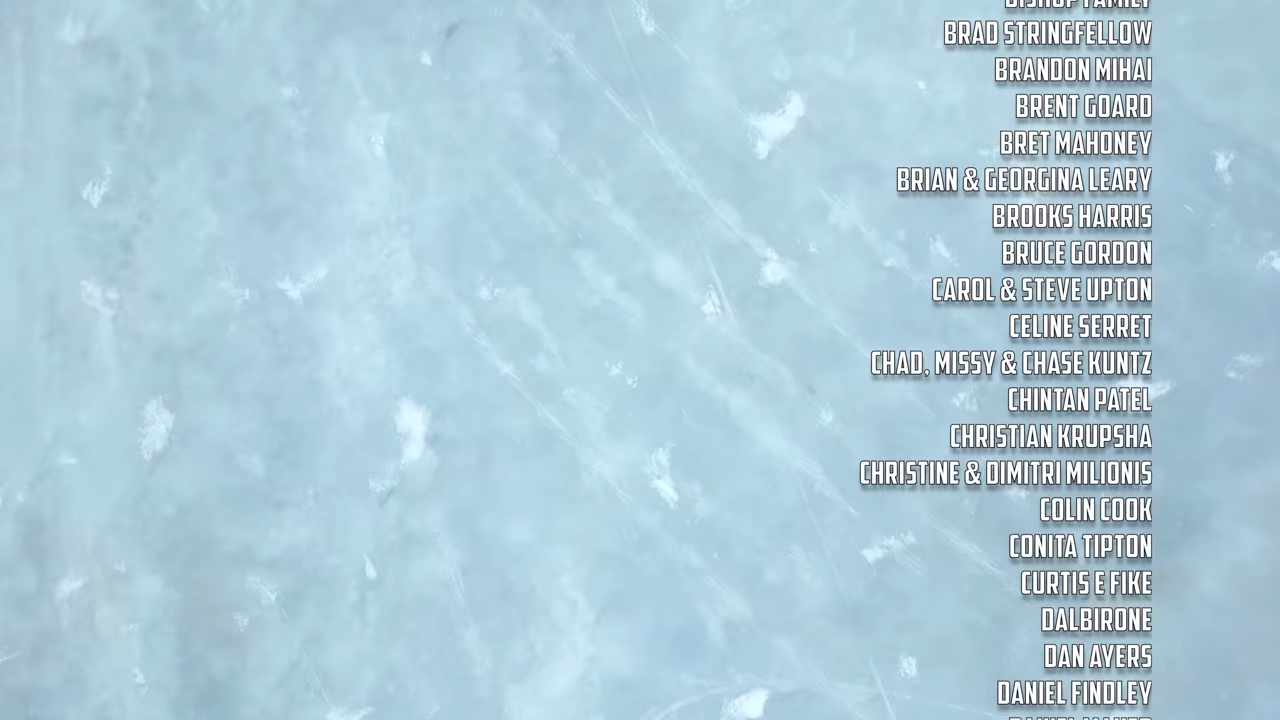 BISHOP FAMILY
BRAD STRINGFELLOW
BRANDON MIHAI
BRENT GOARD
BRET MAHONEY
BRIAN & GEORGINA LEARY
BROOKS HARRIS
BRUCE GORDON
CAROL & STEVE UPTON
CELINE SERRET
CHAD, MISSY & CHASE KUNTZ
CHINTAN PATEL
CHRISTIAN KRUPSHA
CHRISTINE & DIMITRI MILIONIS
COLIN COOK
CONITA TIPTON
CURTIS E FIKE
DALBIRONE
DAN AYERS
DANIEL FINDLEY